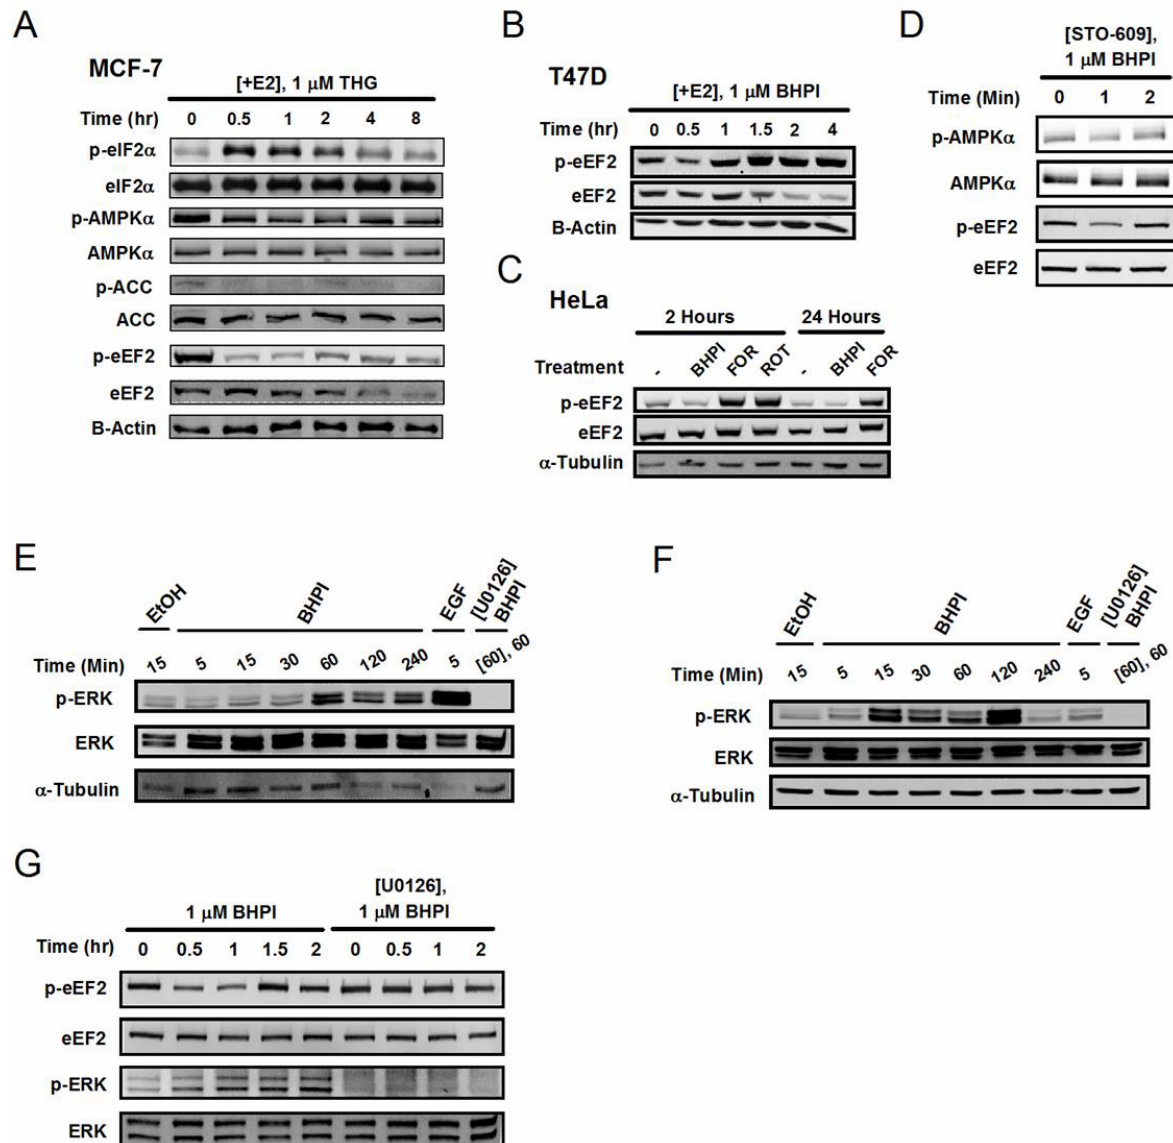 A
MCF-7
[+E2], 1 μM THG
Time (hr) 0 0.5 1 2 4 8
p-eIF2α
eIF2α
p-AMPKα
AMPKα
p-ACC
ACC
p-eEF2
eEF2
B-Actin
B
T47D
[+E2], 1 μM BHPI
Time (hr) 0 0.5 1 1.5 2 4
p-eEF2
eEF2
B-Actin
C
HeLa
2 Hours 24 Hours
Treatment - BHPI FOR ROT - BHPI FOR
p-eEF2
eEF2
α-Tubulin
D
[STO-609],
1 μM BHPI
Time (Min) 0 1 2
p-AMPKα
AMPKα
p-eEF2
eEF2
E
EtOH BHPI EGF [U0126] BHPI
Time (Min) 15 5 15 30 60 120 240 5 [60], 60
p-ERK
ERK
α-Tubulin
F
EtOH BHPI EGF [U0126] BHPI
Time (Min) 15 5 15 30 60 120 240 5 [60], 60
p-ERK
ERK
α-Tubulin
G
1 μM BHPI
[U0126],
1 μM BHPI
Time (hr) 0 0.5 1 1.5 2 0 0.5 1 2
p-eEF2
eEF2
p-ERK
ERK